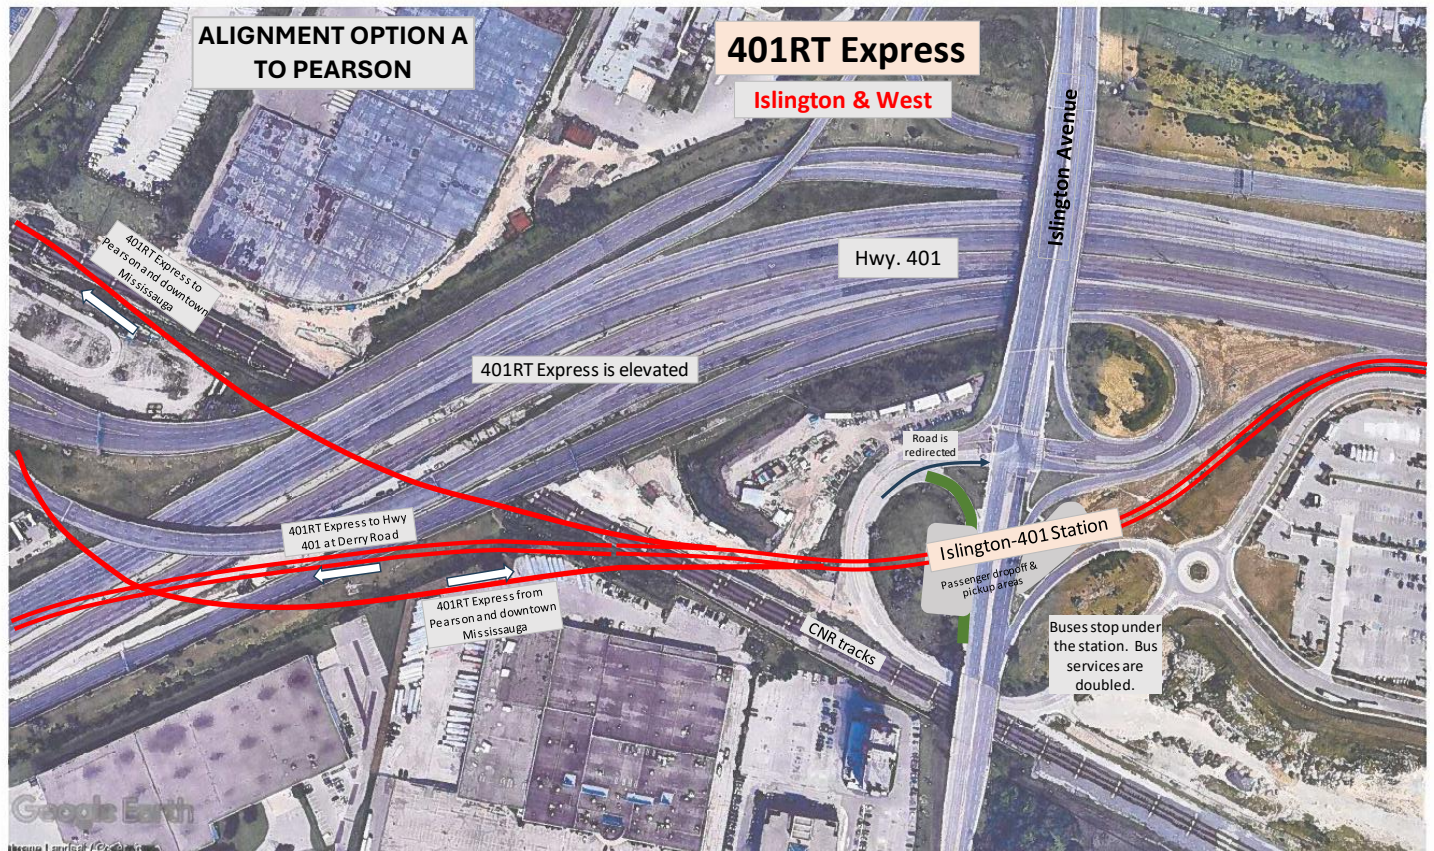 ALIGNMENT OPTION A
TO PEARSON
401RT Express
Islington & West
Islington Avenue
Hwy. 401
401RT Express to
Pearson and downtown
Mississauga
401RT Express is elevated
Road is
redirected
401RT Express to Hwy
401 at Derry Road
Islington-401 Station
Passenger dropoff &
pickup areas
401RT Express from
Pearson and downtown
Mississauga
CNR tracks
Buses stop under
the station. Bus
services are
doubled.
Google Earth